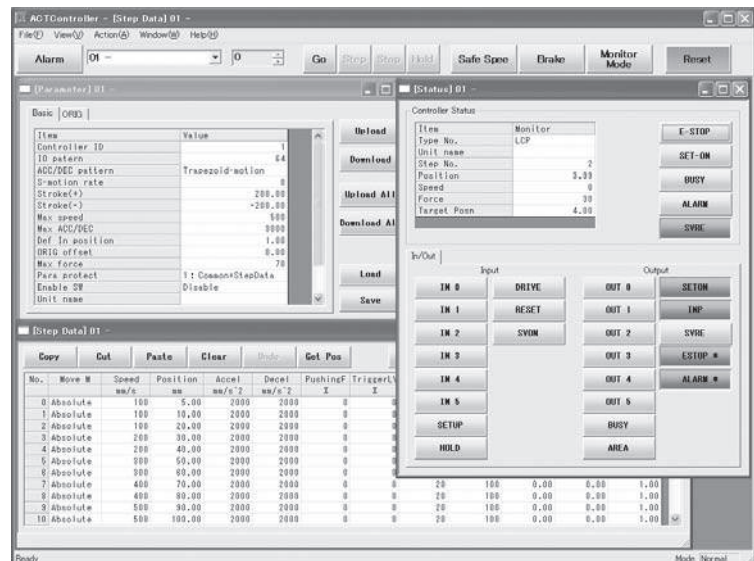 ACTController - [Step Data] 01 -
File(F) View(V) Action(A) Window(W) Help(H)
Alarm 01 - 0 Go Step Stop Hold Safe Spee Brake Monitor Mode Reset
[Parameter] 01 -
Basic ORIG
Item Value
Controller ID 1
IO patern 64
ACC/DEC pattern Trapezoid-motion
S-motion rate 0
Stroke(+) 200.00
Stroke(-) -200.00
Max speed 500
Max ACC/DEC
Def In position 1.00
ORIG offset 0.00
Max force 70
Para protect 1: Common+StepData
Enable SW Disable
Unit name
Upload
Download
Upload All
Download Al
Load
Save
[Status] 01 -
Controller Status
Item Monitor
Type No. LCP
Unit name
Step No. 2
Position 3.99
Speed 0
Force 30
Target Posn 4.00
E-STOP
SET-ON
BUSY
ALARM
SVRE
In/Out
Input Output
IN 0 DRIVE OUT 0 SETON
IN 1 RESET OUT 1 INP
IN 2 SVON OUT 2 SVRE
IN 3 OUT 3 ESTOP *
IN 4 OUT 4 ALARM *
IN 5 OUT 5
SETUP BUSY
HOLD AREA
[Step Data] 01 -
Copy Cut Paste Clear Undo Get Pos
No. Move M Speed Position Accel Decel PushingF TriggerLV
mm/s mm mm/s^2 mm/s^2 % %
0 Absolute 100 5.00 2000 2000 0
1 Absolute 100 10.00 2000 2000 0
2 Absolute 100 20.00 2000 2000 0
3 Absolute 200 30.00 2000 2000 0
4 Absolute 200 40.00 2000 2000 0
5 Absolute 50.00 2000 2000 0
6 Absolute 60.00 2000 2000 0
7 Absolute 400 70.00 2000 2000 0 0 20 100 0.00 0.00 1.00
8 Absolute 400 80.00 2000 2000 0 0 20 100 0.00 0.00 1.00
9 Absolute 500 90.00 2000 2000 0 0 20 100 0.00 0.00 1.00
10 Absolute 500 100.00 2000 2000 0 0 20 100 0.00 0.00 1.00
Ready Mode Normal